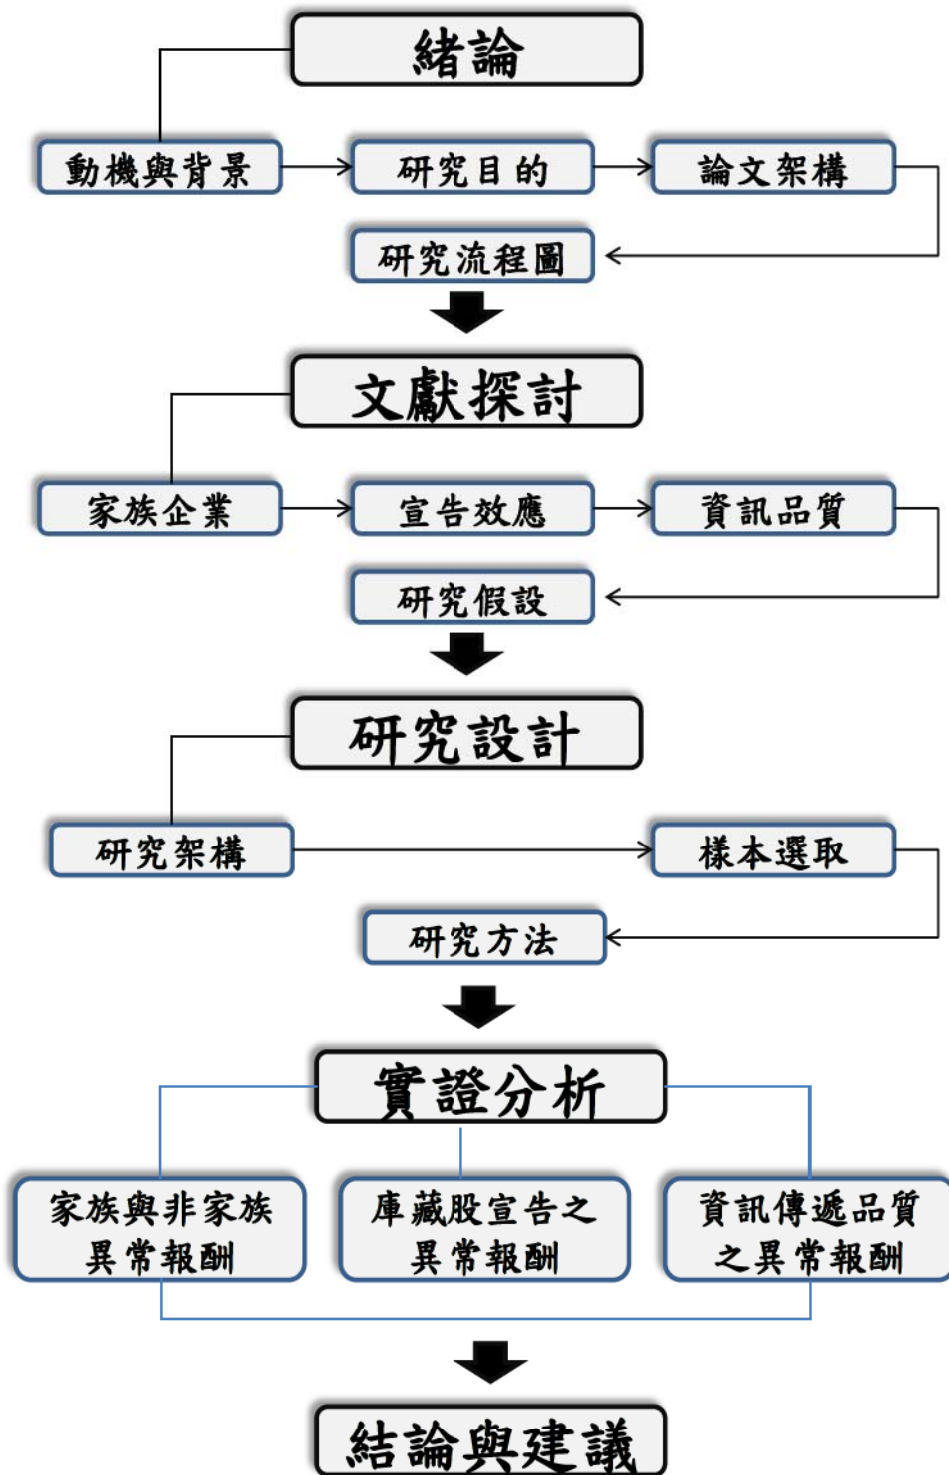 緒論
動機與背景
研究目的
論文架構
研究流程圖
文獻探討
家族企業
宣告效應
資訊品質
研究假設
研究設計
研究架構
樣本選取
研究方法
實證分析
家族與非家族
異常報酬
庫藏股宣告之
異常報酬
資訊傳遞品質
之異常報酬
結論與建議